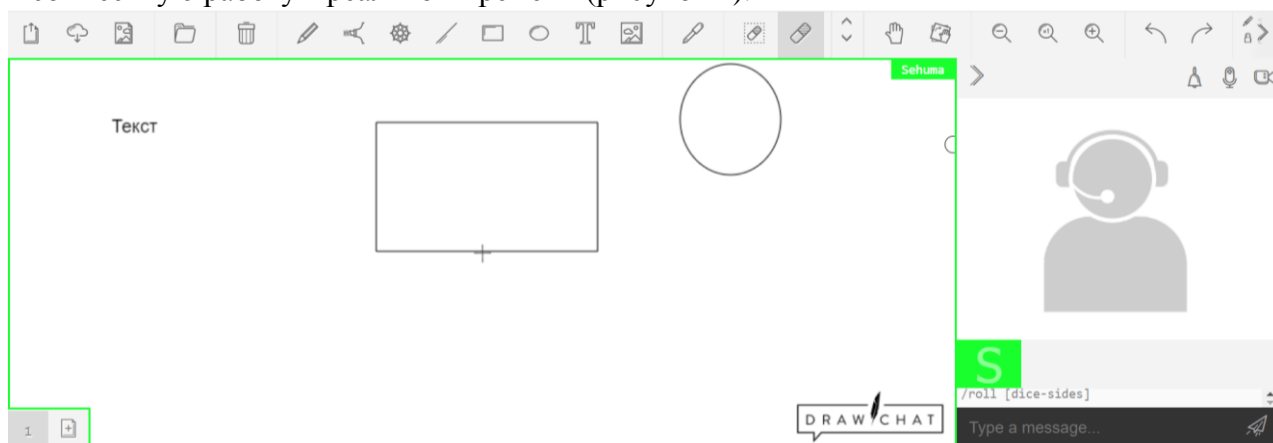 Sehuma
Текст
DRAW CHAT
S
/roll [dice-sides]
Type a message...
1